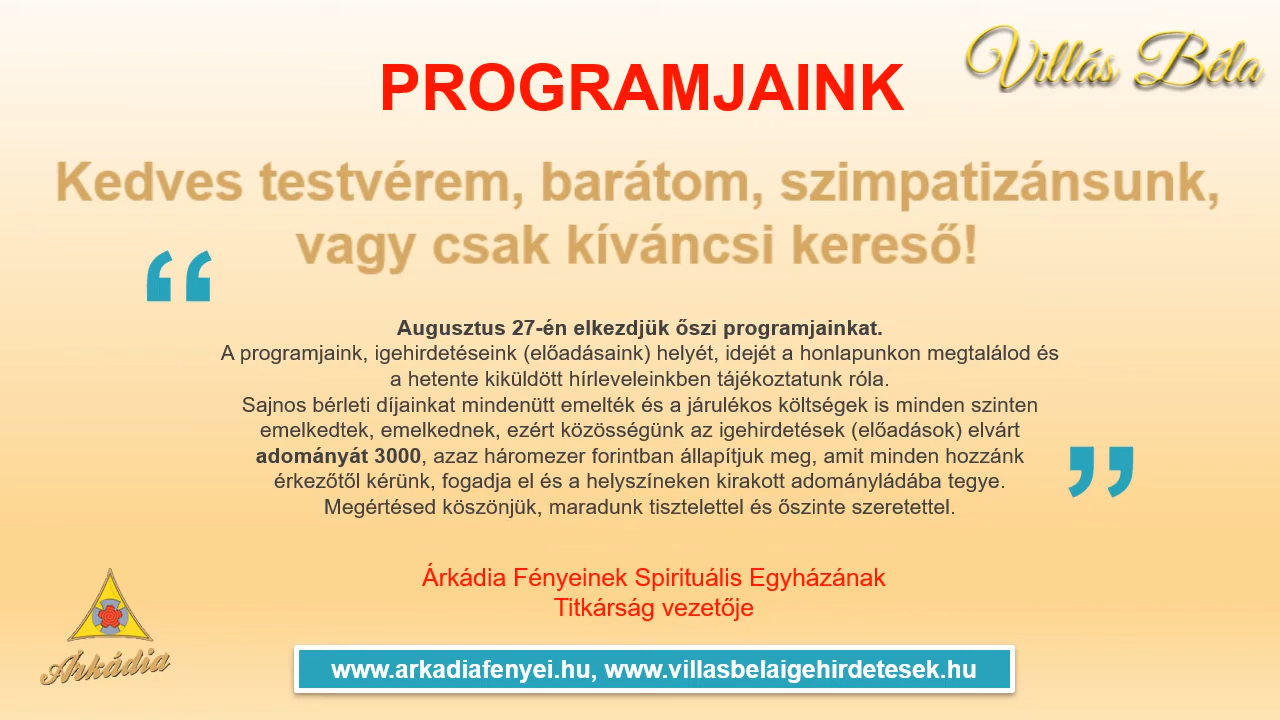 Villás Béla
PROGRAMJAINK
Kedves testvérem, barátom, szimpatizánsunk,
vagy csak kíváncsi kereső!
“
Augusztus 27-én elkezdjük őszi programjainkat.
A programjaink, igehirdetéseink (előadásaink) helyét, idejét a honlapunkon megtalálod és
a hetente kiküldött hírleveleinkben tájékoztatunk róla.
Sajnos bérleti díjainkat mindenütt emelték és a járulékos költségek is minden szinten
emelkedtek, emelkednek, ezért közösségünk az igehirdetések (előadások) elvárt
adományát 3000, azaz háromezer forintban állapítjuk meg, amit minden hozzánk
érkezőtől kérünk, fogadja el és a helyszíneken kirakott adományládába tegye.
Megértésed köszönjük, maradunk tisztelettel és őszinte szeretettel.
”
Árkádia Fényeinek Spirituális Egyházának
Titkárság vezetője
Árkádia
www.arkadiafenyei.hu, www.villasbelaigehirdetesek.hu